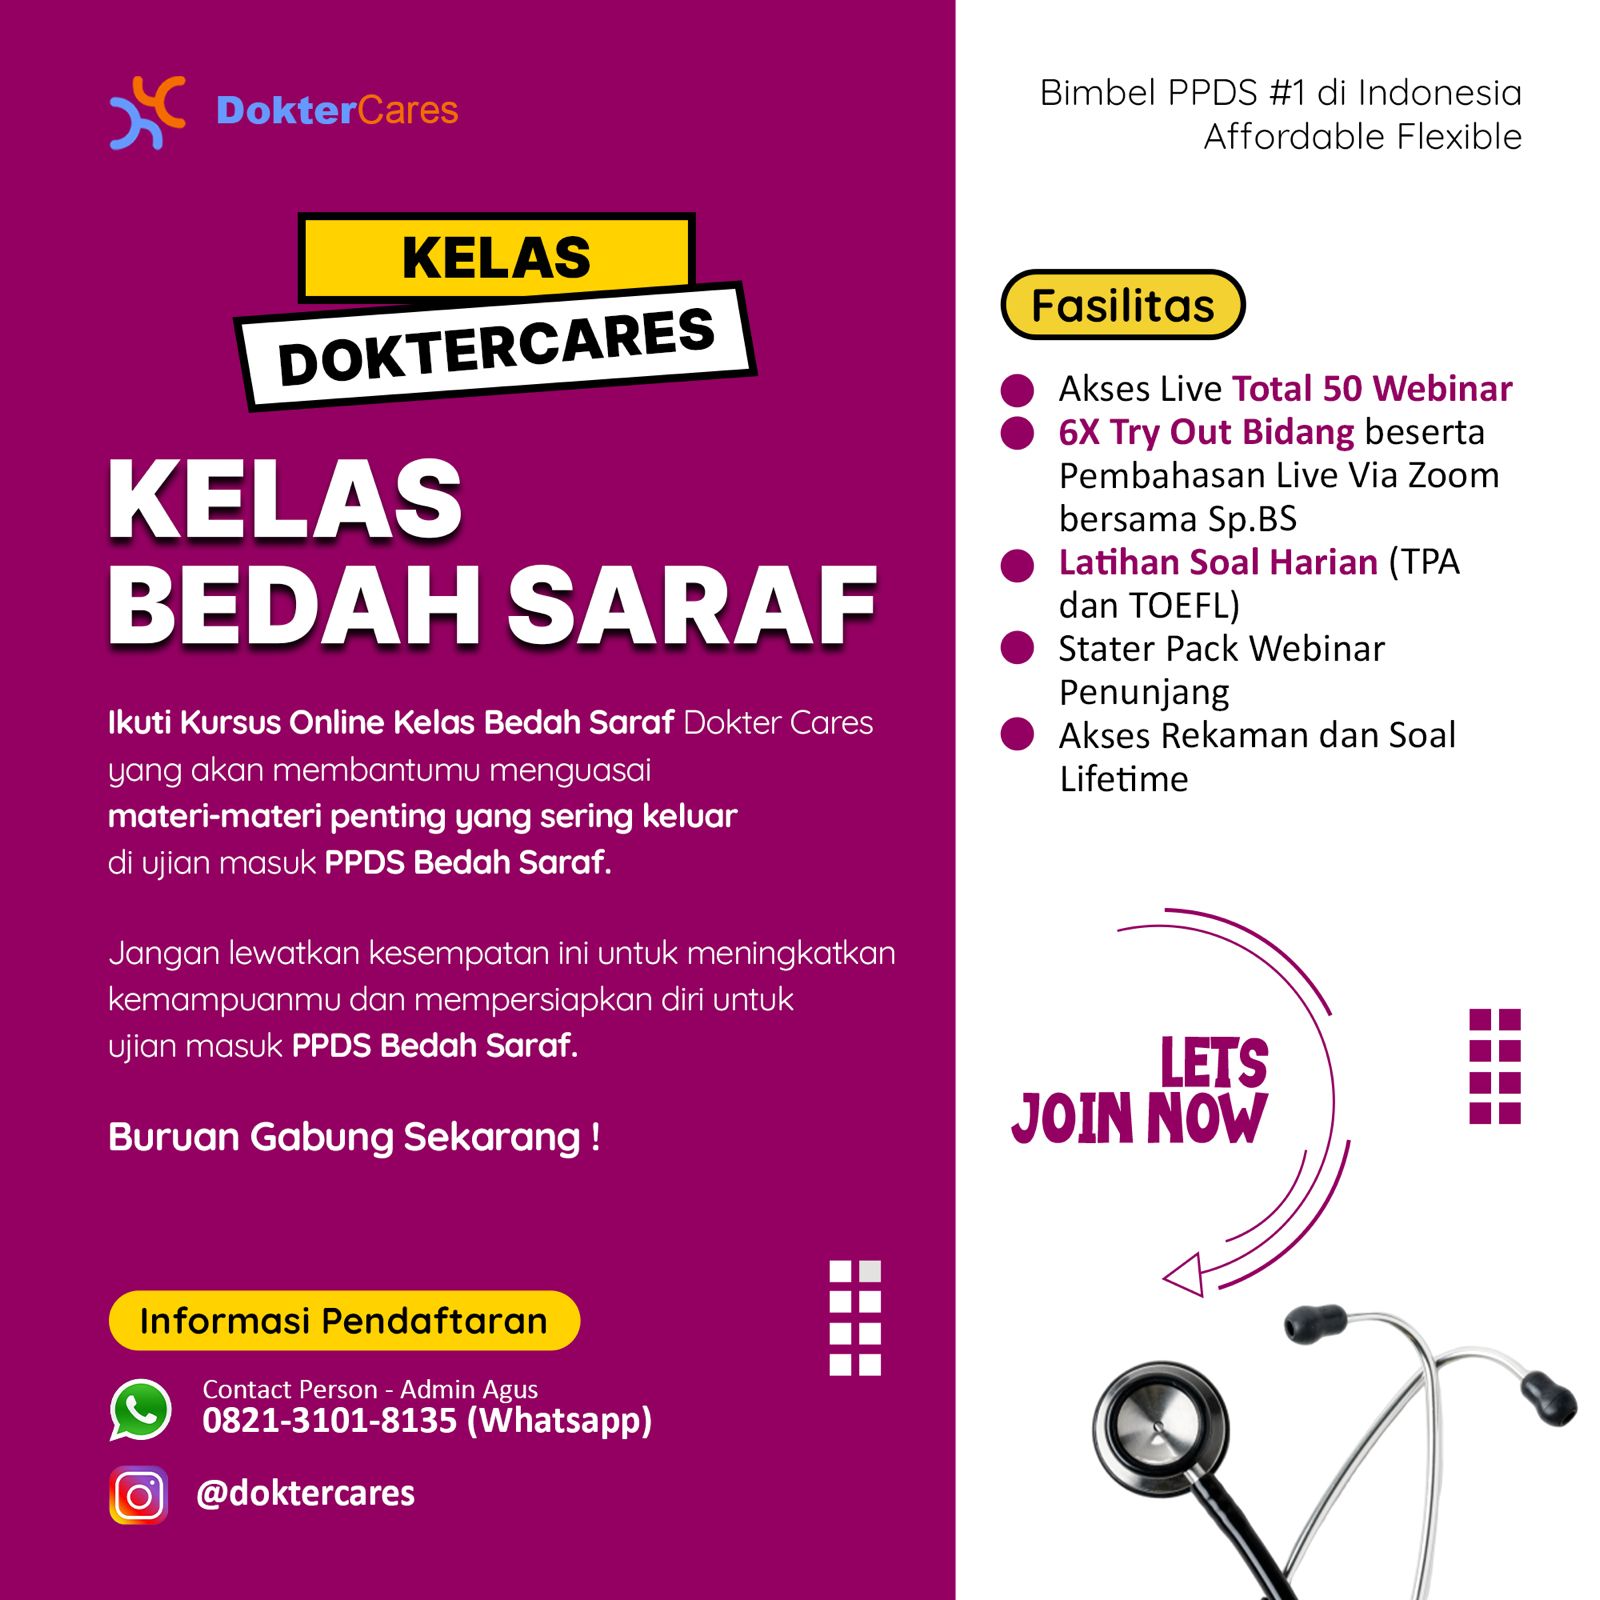 DokterCares
KELAS
DOKTERCARES
KELAS
BEDAH SARAF
Ikuti Kursus Online Kelas Bedah Saraf Dokter Cares
yang akan membantumu menguasai
materi-materi penting yang sering keluar
di ujian masuk PPDS Bedah Saraf.
Jangan lewatkan kesempatan ini untuk meningkatkan
kemampuanmu dan mempersiapkan diri untuk
ujian masuk PPDS Bedah Saraf.
Buruan Gabung Sekarang !
Informasi Pendaftaran
Contact Person - Admin Agus
0821-3101-8135 (Whatsapp)
@doktercares
Bimbel PPDS #1 di Indonesia
Affordable Flexible
Fasilitas
Akses Live Total 50 Webinar
6X Try Out Bidang beserta
Pembahasan Live Via Zoom
bersama Sp.BS
Latihan Soal Harian (TPA
dan TOEFL)
Stater Pack Webinar
Penunjang
Akses Rekaman dan Soal
Lifetime
LETS
JOIN NOW